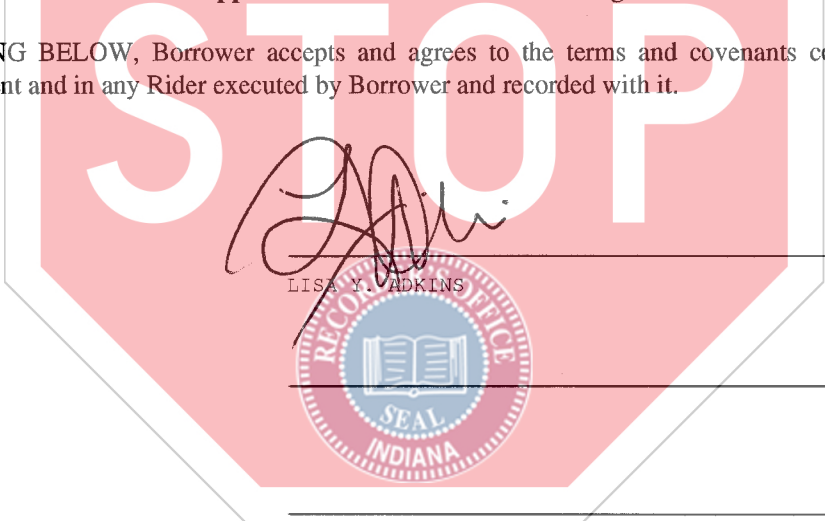 STOP
NG BELOW, Borrower accepts and agrees to the terms and covenants co
nt and in any Rider executed by Borrower and recorded with it.
LISA Y. ADKINS
RECORDER'S OFFICE
SEAL
INDIANA